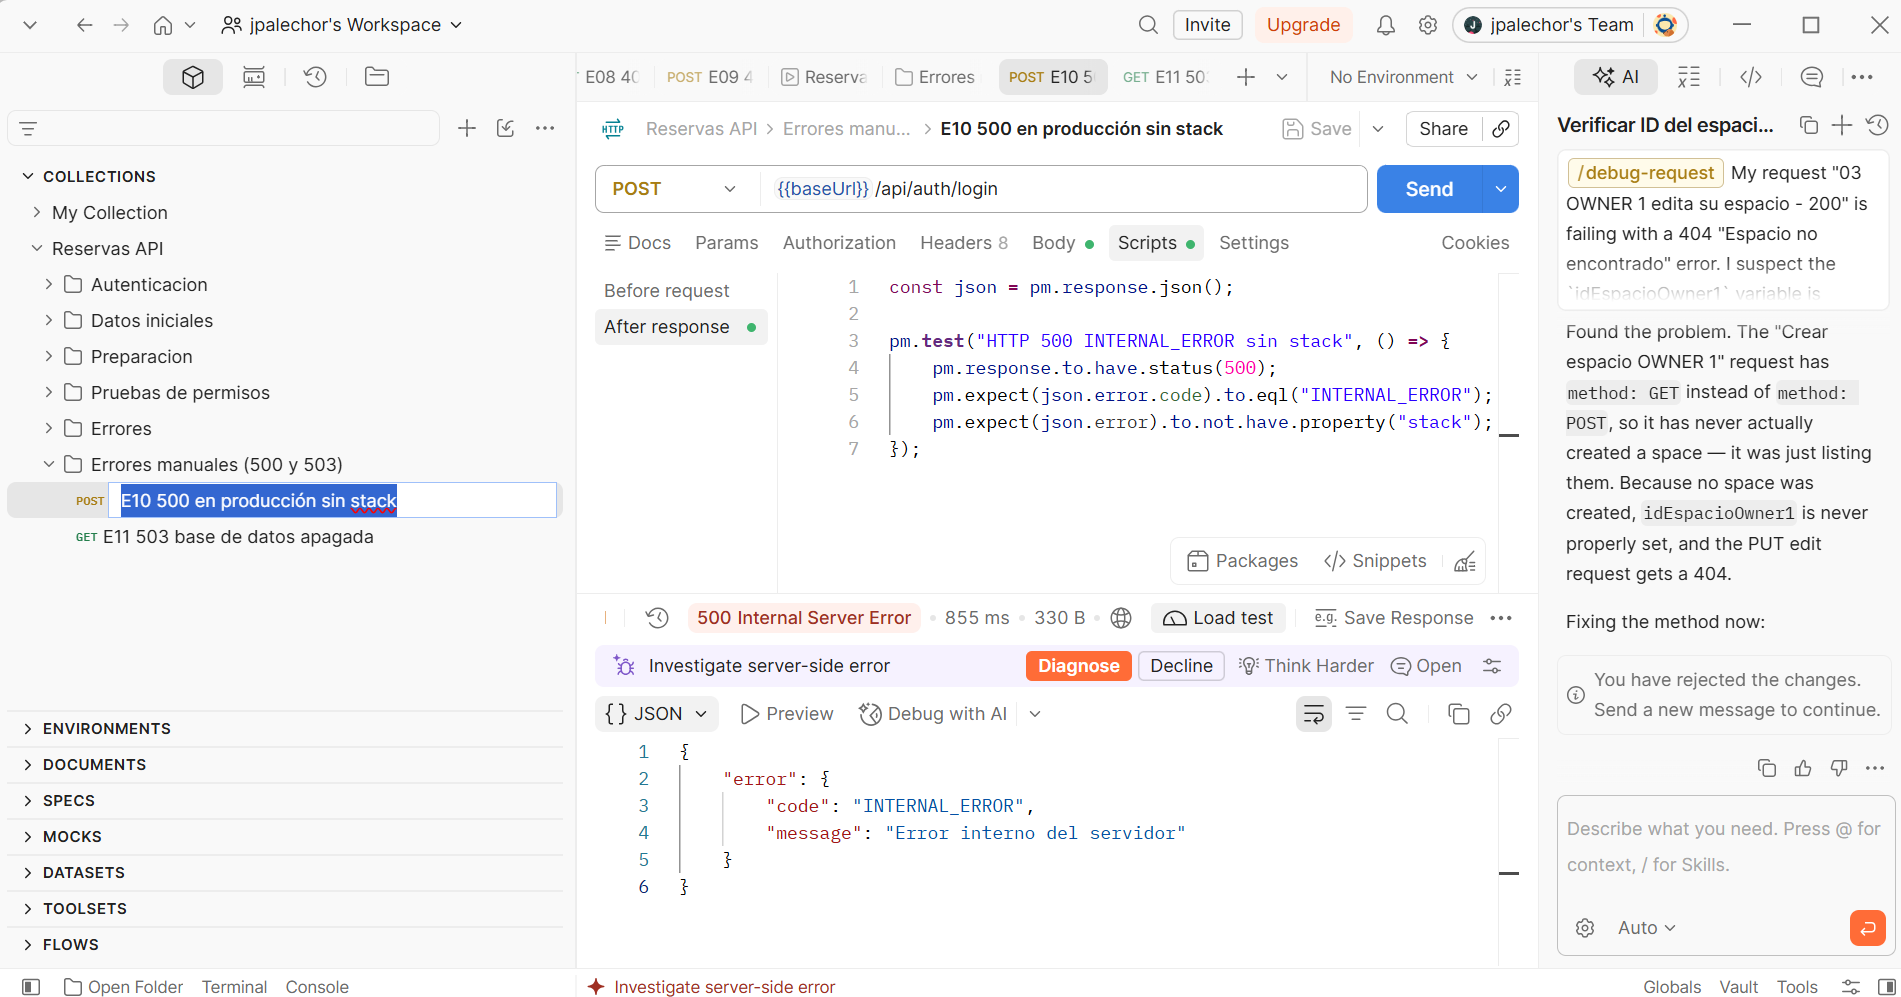 jpalechor's Workspace
Invite
Upgrade
jpalechor's Team
E08 40
POST E09 4
Reserva
Errores
POST E10 5
GET E11 503
No Environment
AI
Reservas API > Errores manu... > E10 500 en producción sin stack
Save
Share
Verificar ID del espaci...
COLLECTIONS
My Collection
Reservas API
Autenticacion
Datos iniciales
Preparacion
Pruebas de permisos
Errores
Errores manuales (500 y 503)
POST E10 500 en producción sin stack
GET E11 503 base de datos apagada
ENVIRONMENTS
DOCUMENTS
SPECS
MOCKS
DATASETS
TOOLSETS
FLOWS
POST
{{baseUrl}} /api/auth/login
Send
Docs
Params
Authorization
Headers 8
Body
Scripts
Settings
Cookies
Before request
After response
1 const json = pm.response.json();
2
3 pm.test("HTTP 500 INTERNAL_ERROR sin stack", () => {
4 pm.response.to.have.status(500);
5 pm.expect(json.error.code).to.eql("INTERNAL_ERROR");
6 pm.expect(json.error).to.not.have.property("stack");
7 });
Packages
Snippets
500 Internal Server Error • 855 ms • 330 B
Load test
e.g. Save Response
Investigate server-side error
Diagnose
Decline
Think Harder
Open
{} JSON
Preview
Debug with AI
1 {
2 "error": {
3 "code": "INTERNAL_ERROR",
4 "message": "Error interno del servidor"
5 }
6 }
/debug-request My request "03
OWNER 1 edita su espacio - 200" is
failing with a 404 "Espacio no
encontrado" error. I suspect the
`idEspacioOwner1` variable is
Found the problem. The "Crear
espacio OWNER 1" request has
method: GET instead of method:
POST, so it has never actually
created a space — it was just listing
them. Because no space was
created, idEspacioOwner1 is never
properly set, and the PUT edit
request gets a 404.
Fixing the method now:
You have rejected the changes.
Send a new message to continue.
Describe what you need. Press @ for
context, / for Skills.
Auto
Open Folder
Terminal
Console
Investigate server-side error
Globals
Vault
Tools